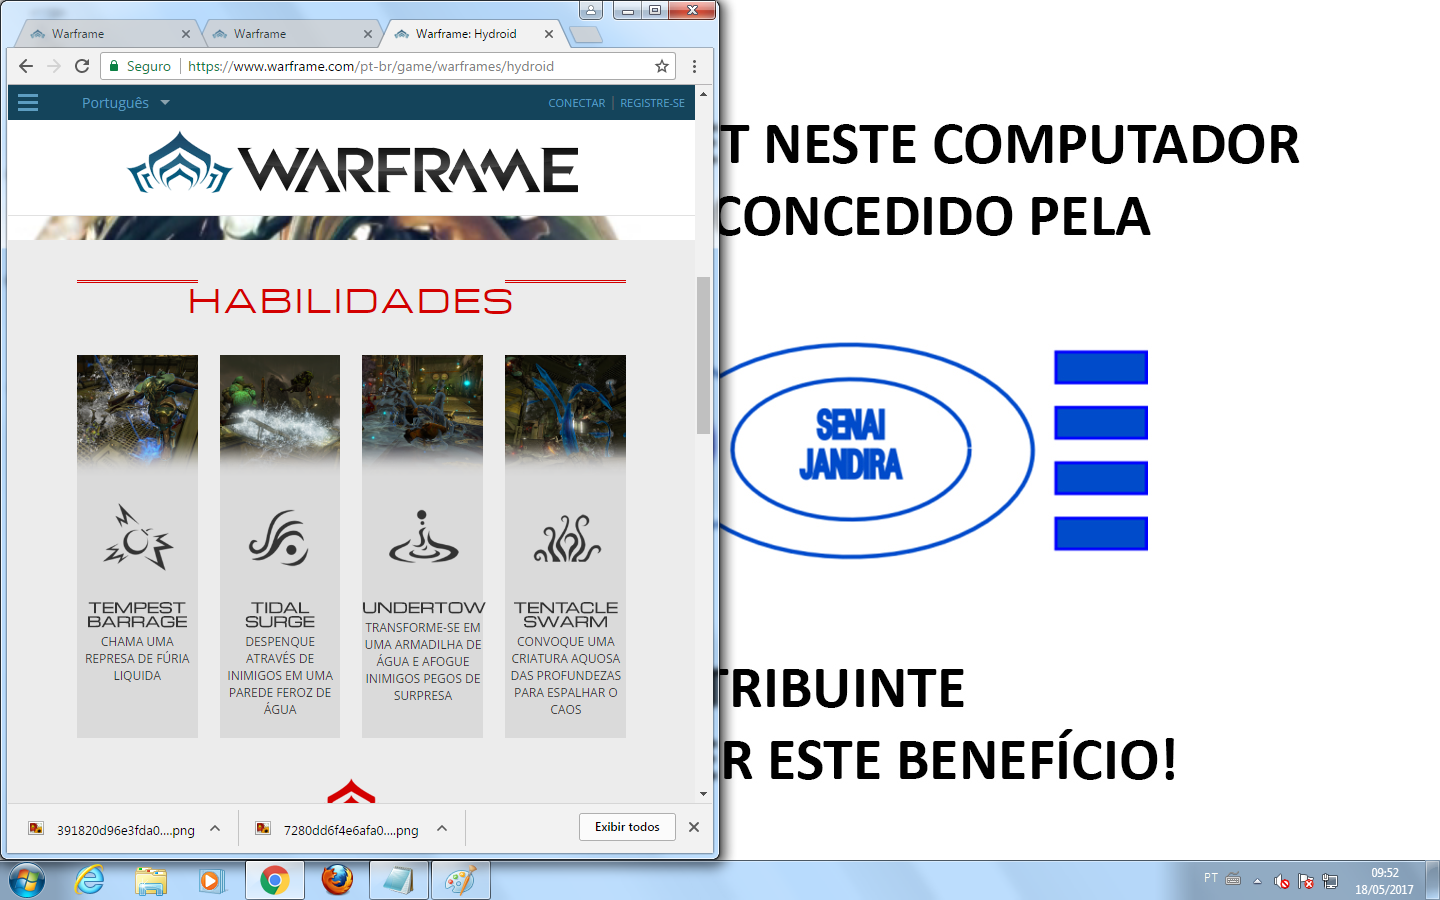 Warframe
Warframe
Warframe: Hydroid
Seguro
https://www.warframe.com/pt-br/game/warframes/hydroid
Português
CONECTAR
REGISTRE-SE
WARFRAME
HABILIDADES
TEMPEST
BARRAGE
CHAMA UMA
REPRESA DE FÚRIA
LIQUIDA
TIDAL
SURGE
DESPENQUE
ATRAVÉS DE
INIMIGOS EM UMA
PAREDE FEROZ DE
ÁGUA
UNDERTOW
TRANSFORME-SE EM
UMA ARMADILHA DE
ÁGUA E AFOGUE
INIMIGOS PEGOS DE
SURPRESA
TENTACLE
SWARM
CONVOQUE UMA
CRIATURA AQUOSA
DAS PROFUNDEZAS
PARA ESPALHAR O
CAOS
391820d96e3fda0....png
7280dd6f4e6afa0....png
Exibir todos
T NESTE COMPUTADOR
CONCEDIDO PELA
SENAI
JANDIRA
TRIBUINTE
ER ESTE BENEFÍCIO!
PT
09:52
18/05/2017